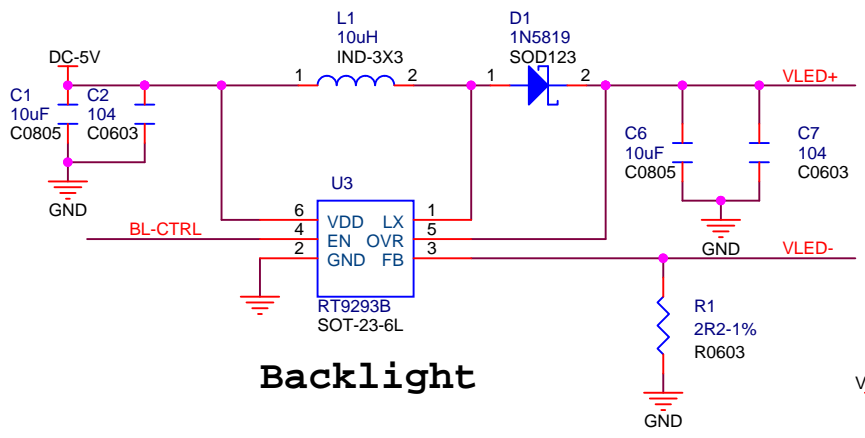 L1
10uH
IND-3X3
D1
1N5819
SOD123
DC-5V
1
2
1
2
VLED+
C1
10uF
C0805
C2
104
C0603
C6
10uF
C0805
C7
104
C0603
GND
U3
6
VDD
LX
1
BL-CTRL
4
EN
OVR
5
2
GND
FB
3
GND
VLED-
RT9293B
SOT-23-6L
R1
2R2-1%
R0603
Backlight
GND
V